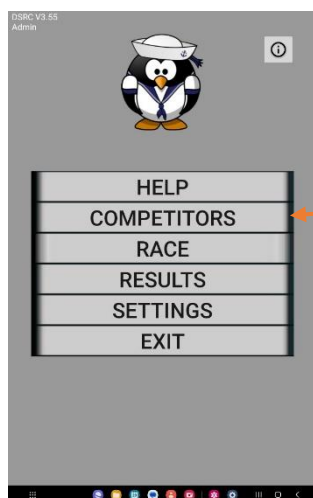 DSRC V3.55
Admin
HELP
COMPETITORS
RACE
RESULTS
SETTINGS
EXIT